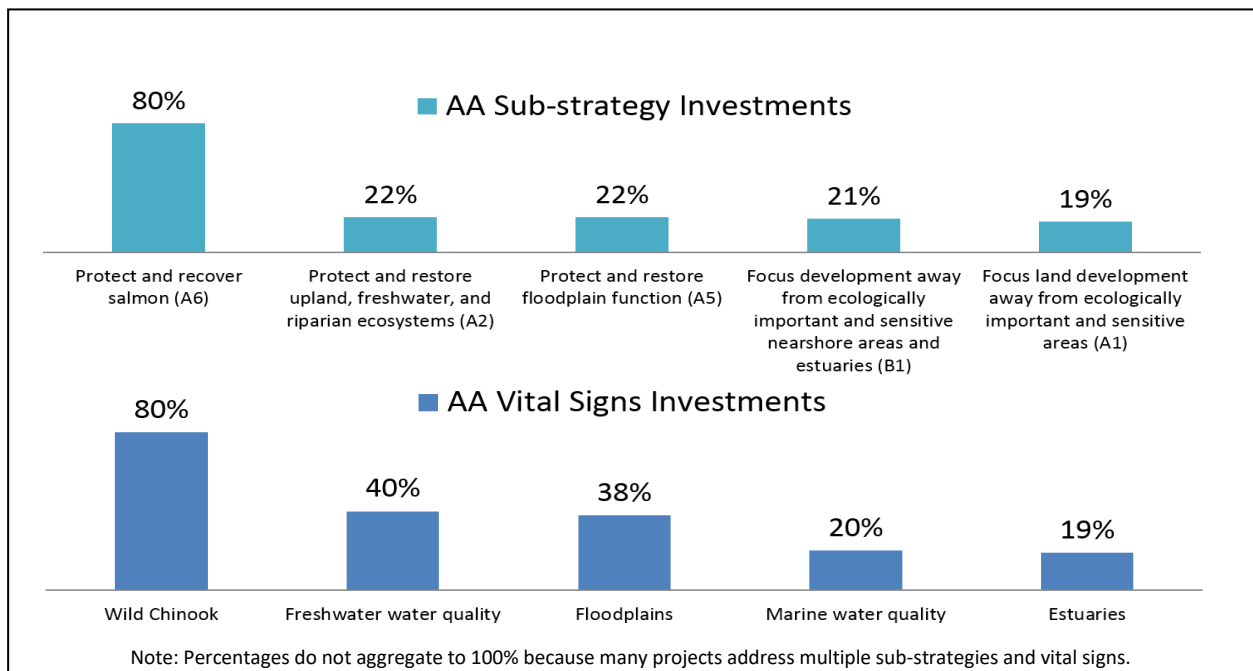 AA Sub-strategy Investments
80%
22%
22%
21%
19%
Protect and recover
salmon (A6)
Protect and restore
upland, freshwater, and
riparian ecosystems (A2)
Protect and restore
floodplain function (A5)
Focus development away
from ecologically
important and sensitive
nearshore areas and
estuaries (B1)
Focus land development
away from ecologically
important and sensitive
areas (A1)
AA Vital Signs Investments
80%
40%
38%
20%
19%
Wild Chinook
Freshwater water quality
Floodplains
Marine water quality
Estuaries
Note: Percentages do not aggregate to 100% because many projects address multiple sub-strategies and vital signs.